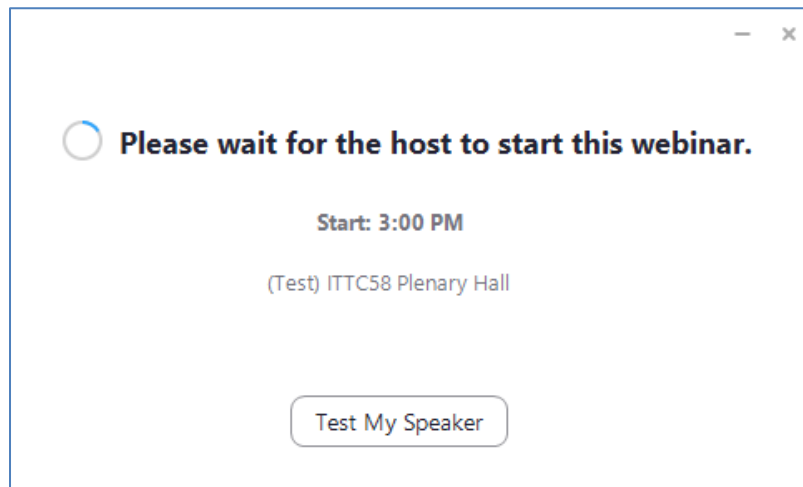 Please wait for the host to start this webinar.
Start: 3:00 PM
(Test) ITTC58 Plenary Hall
Test My Speaker